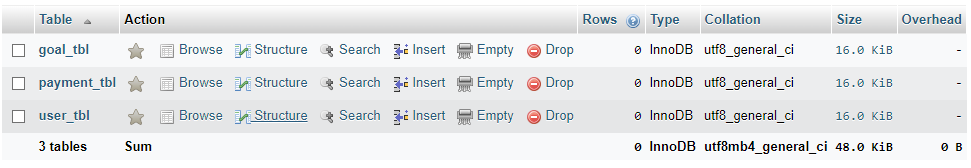 Table Action Rows Type Collation Size Overhead
goal_tbl Browse Structure Search Insert Empty Drop 0 InnoDB utf8_general_ci 16.0 KiB -
payment_tbl Browse Structure Search Insert Empty Drop 0 InnoDB utf8_general_ci 16.0 KiB -
user_tbl Browse Structure Search Insert Empty Drop 0 InnoDB utf8_general_ci 16.0 KiB -
3 tables Sum 0 InnoDB utf8mb4_general_ci 48.0 KiB 0 B